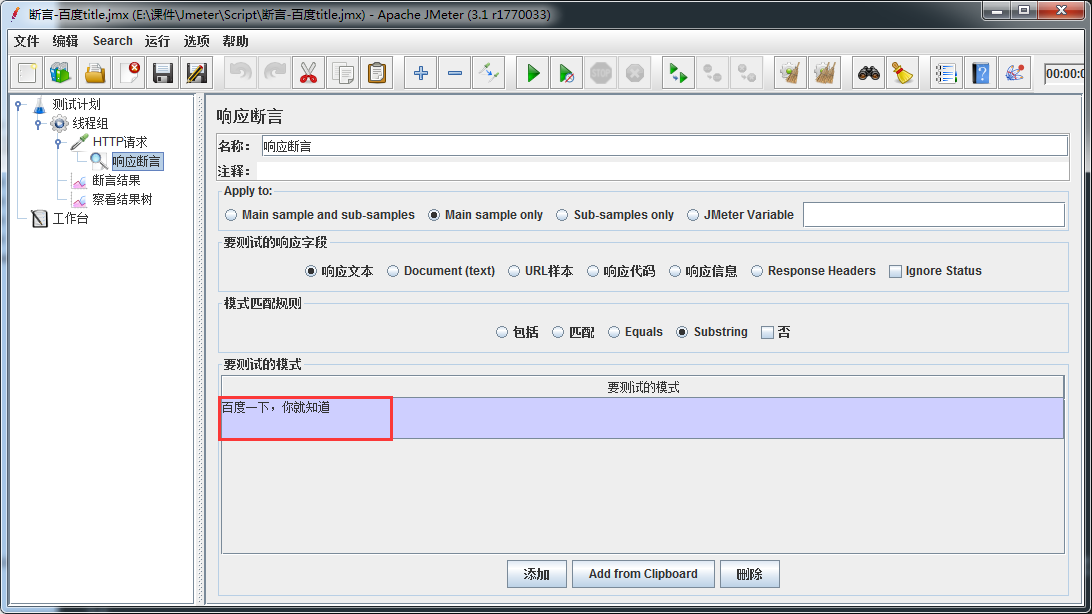 断言-百度title.jmx (E:\课件\Jmeter\Script\断言-百度title.jmx) - Apache JMeter (3.1 r1770033)
文件 编辑 Search 运行 选项 帮助
STOP
00:00:0
测试计划
线程组
HTTP请求
响应断言
断言结果
察看结果树
工作台
响应断言
名称： 响应断言
注释：
Apply to:
Main sample and sub-samples Main sample only Sub-samples only JMeter Variable
要测试的响应字段
响应文本 Document (text) URL样本 响应代码 响应信息 Response Headers Ignore Status
模式匹配规则
包括 匹配 Equals Substring 否
要测试的模式
要测试的模式
百度一下，你就知道
添加 Add from Clipboard 删除